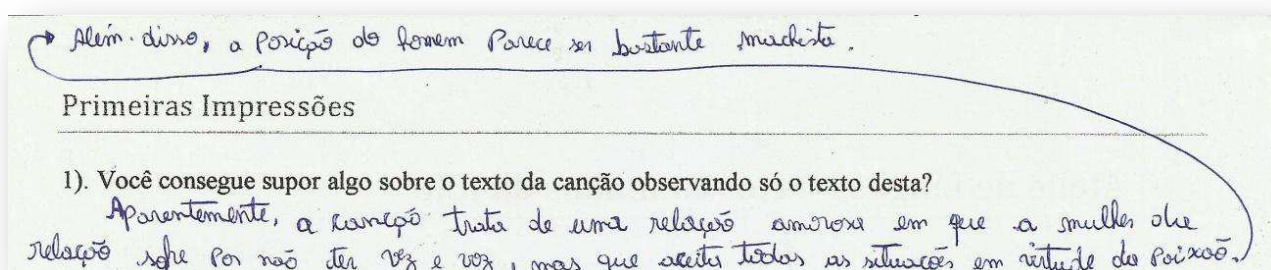 Além disso, a posição do homem parece ser bastante machista.
Primeiras Impressões
1). Você consegue supor algo sobre o texto da canção observando só o texto desta?
Aparentemente, a canção trata de uma relação amorosa em que a mulher da
relação sofre por não ter vez e voz, mas que aceita todas as situações em virtude da paixão.